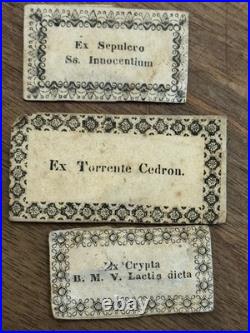 Ex Sepulcro
Ss. Innocentium
Ex Torrente Cedron.
Ex Crypta
B. M. V. Lactis dicta